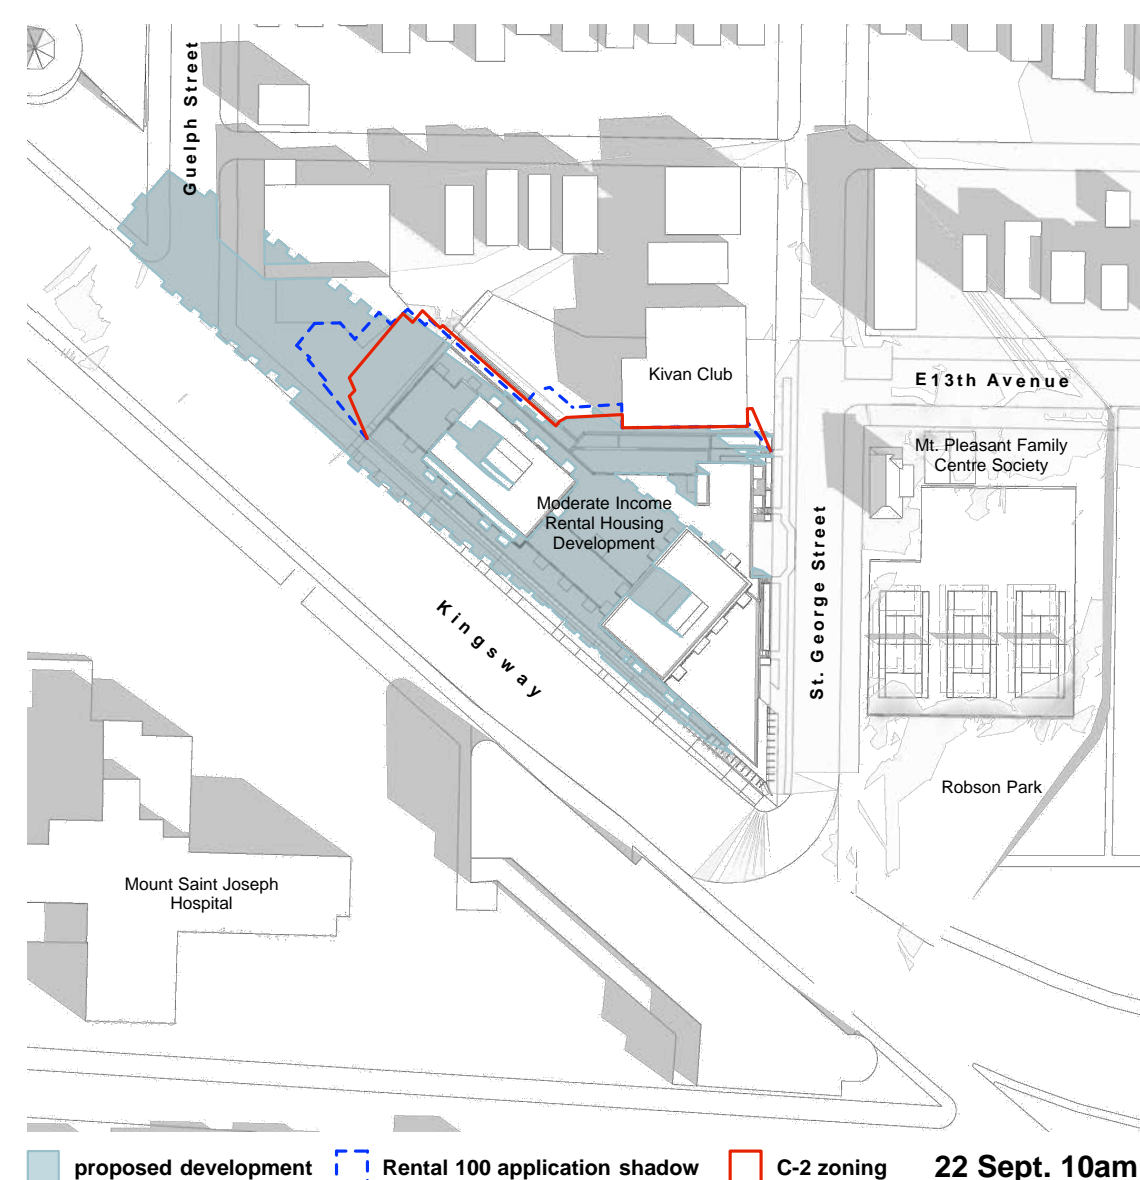 Guelph Street
Kivan Club
E13th Avenue
Mt. Pleasant Family
Centre Society
Moderate Income
Rental Housing
Development
St. George Street
Kingsway
Robson Park
Mount Saint Joseph
Hospital
proposed development
Rental 100 application shadow
C-2 zoning
22 Sept. 10am